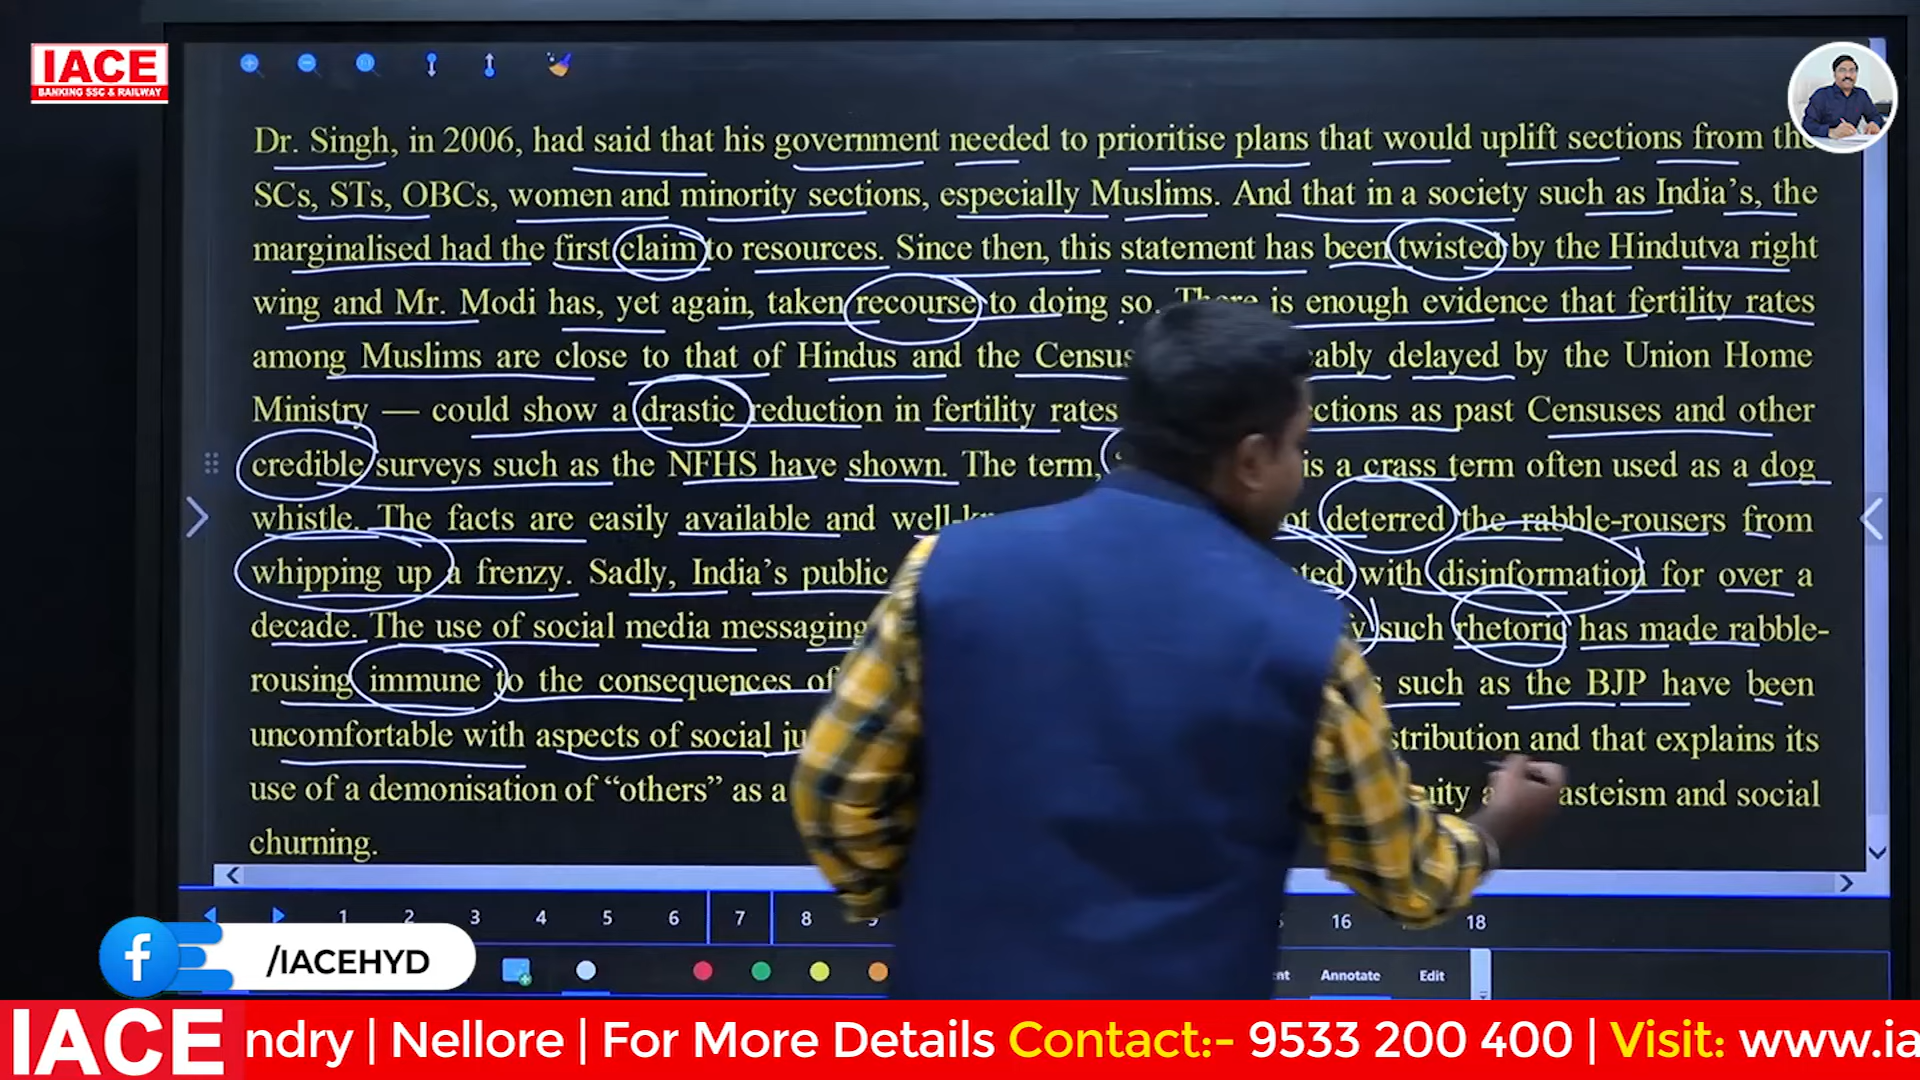 IACE
BANKING SSC & RAILWAY
Dr. Singh, in 2006, had said that his government needed to prioritise plans that would uplift sections from the
SCs, STs, OBCs, women and minority sections, especially Muslims. And that in a society such as India’s, the
marginalised had the first claim to resources. Since then, this statement has been twisted by the Hindutva right
wing and Mr. Modi has, yet again, taken recourse to doing so. There is enough evidence that fertility rates
among Muslims are close to that of Hindus and the Census delayed by the Union Home
Ministry — could show a drastic reduction in fertility rates as past Censuses and other
credible surveys such as the NFHS have shown. The term, is a crass term often used as a dog
whistle. The facts are easily available and deterred the rabble-rousers from
whipping up a frenzy. Sadly, India’s public with disinformation for over a
decade. The use of social media messaging such rhetoric has made rabble-
rousing immune to the consequences of such as the BJP have been
uncomfortable with aspects of social and that explains its
use of a demonisation of “others” as a and social
churning.
1 2 3 4 5 6 7 8 16 18
Annotate Edit
/IACEHYD
IACE ndry | Nellore | For More Details Contact:- 9533 200 400 | Visit: www.ia